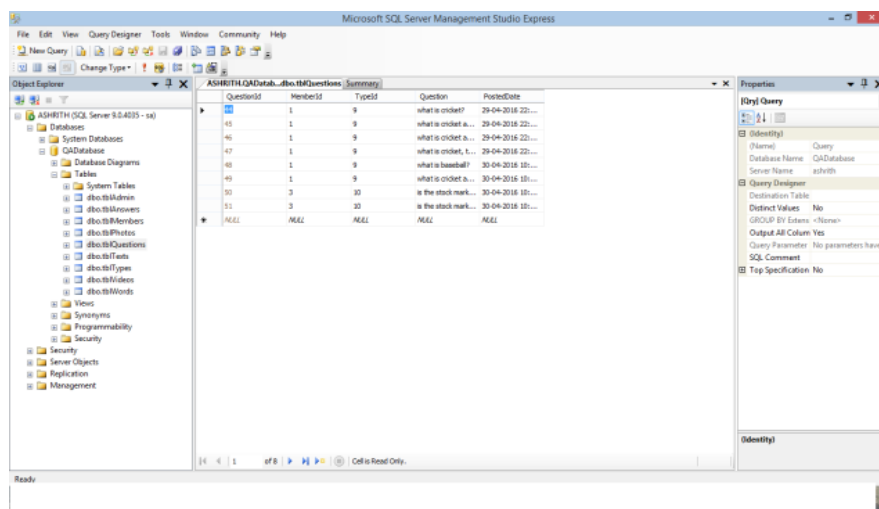 Microsoft SQL Server Management Studio Express
File Edit View Query Designer Tools Window Community Help
New Query
Change Type
Object Explorer
ASHRITH (SQL Server 9.0.4035 - sa)
Databases
System Databases
QADatabase
Database Diagrams
Tables
System Tables
dbo.tblAdmin
dbo.tblAnswers
dbo.tblMembers
dbo.tblPhotos
dbo.tblQuestions
dbo.tblTexts
dbo.tblTypes
dbo.tblVideos
dbo.tblWords
Views
Synonyms
Programmability
Security
Security
Server Objects
Replication
Management
ASHRITH.QADatab...dbo.tblQuestions Summary
QuestionId MemberId TypeId Question PostedDate
44 1 9 what is cricket? 29-04-2016 22:...
45 1 9 what is cricket a... 29-04-2016 22:...
46 1 9 what is cricket a... 29-04-2016 22:...
47 1 9 what is cricket, t... 29-04-2016 22:...
48 1 9 what is baseball? 30-04-2016 10:...
49 1 9 what is cricket a... 30-04-2016 10:...
50 3 10 is the stock mark... 30-04-2016 10:...
51 3 10 is the stock mark... 30-04-2016 10:...
NULL NULL NULL NULL NULL
1 of 8 Cell is Read Only.
Properties
[Qry] Query
(Identity)
(Name) Query
Database Name QADatabase
Server Name ashrith
Query Designer
Destination Table
Distinct Values No
GROUP BY Extens <None>
Output All Colum Yes
Query Parameter No parameters have
SQL Comment
Top Specification No
(Identity)
Ready